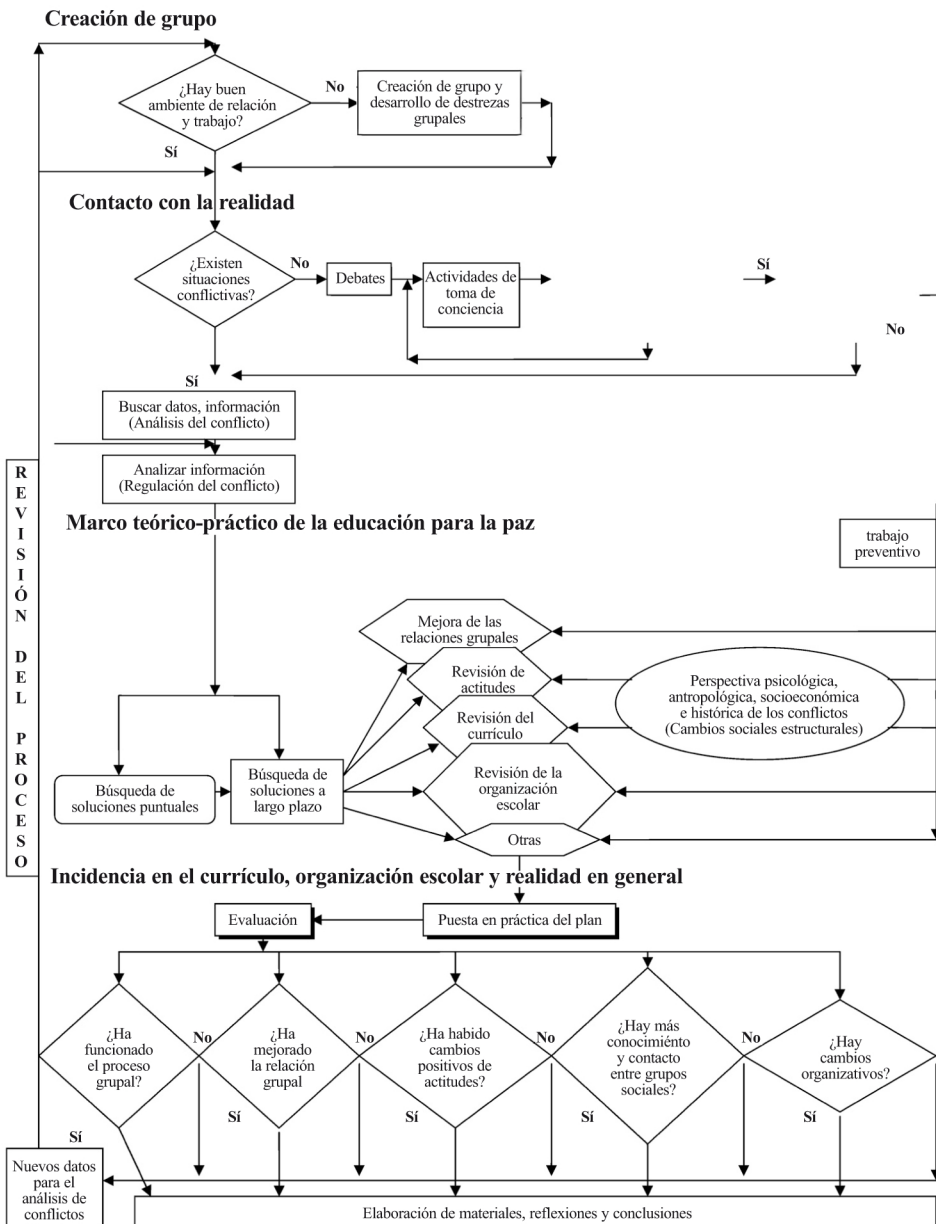 Creación de grupo
¿Hay buen
ambiente de relación
y trabajo?
No
Creación de grupo y
desarrollo de destrezas
grupales
Sí
Contacto con la realidad
¿Existen
situaciones
conflictivas?
No
Debates
Actividades de
toma de
conciencia
Sí
No
Sí
Buscar datos, información
(Análisis del conflicto)
Analizar información
(Regulación del conflicto)
REVISIÓN DEL PROCESO
Marco teórico-práctico de la educación para la paz
trabajo
preventivo
Mejora de las
relaciones grupales
Revisión de
actitudes
Revisión del
currículo
Perspectiva psicológica,
antropológica, socioeconómica
e histórica de los conflictos
(Cambios sociales estructurales)
Búsqueda de
soluciones puntuales
Búsqueda de
soluciones a
largo plazo
Revisión de la
organización
escolar
Otras
Incidencia en el currículo, organización escolar y realidad en general
Evaluación
Puesta en práctica del plan
¿Ha
funcionado
el proceso
grupal?
No
¿Ha
mejorado
la relación
grupal
No
¿Ha habido
cambios
positivos de
actitudes?
No
¿Hay más
conocimiénto
y contacto
entre grupos
sociales?
No
¿Hay
cambios
organizativos?
Sí
Sí
Sí
Sí
Sí
Nuevos datos
para el
análisis de
conflictos
Elaboración de materiales, reflexiones y conclusiones